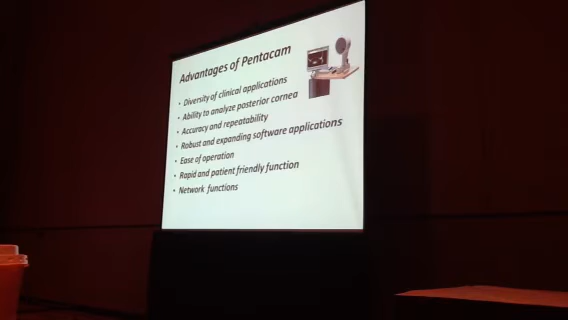 Advantages of Pentacam
• Diversity of clinical applications
• Ability to analyze posterior cornea
• Accuracy and repeatability
• Robust and expanding software applications
• Ease of operation
• Rapid and patient friendly function
• Network functions